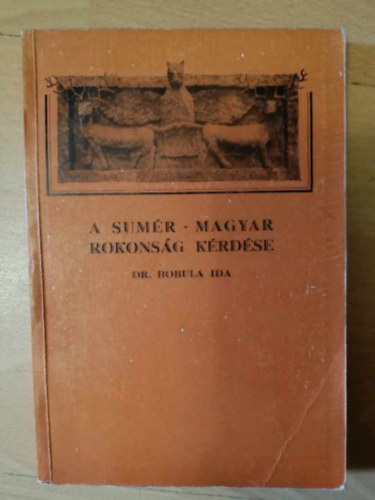 A SUMÉR - MAGYAR
ROKONSÁG KÉRDÉSE
DR. BOBULA IDA